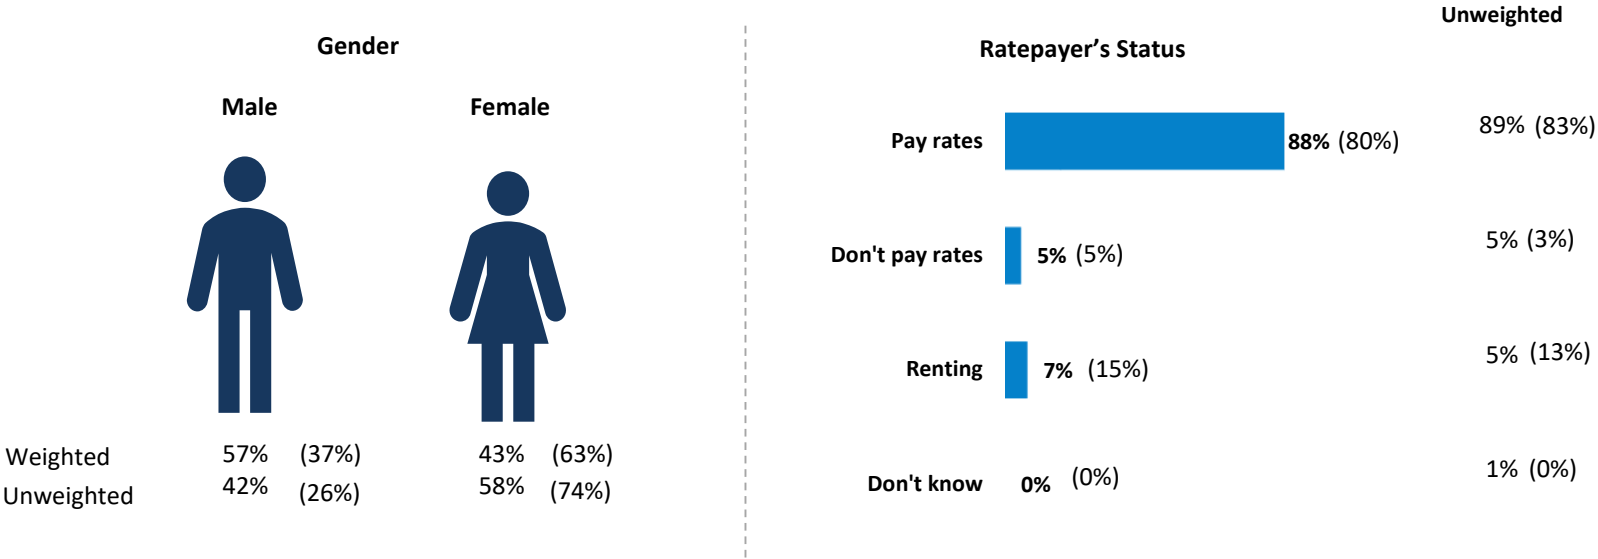 Gender
Male Female
Weighted 57% (37%) 43% (63%)
Unweighted 42% (26%) 58% (74%)
Unweighted
Ratepayer’s Status
Pay rates 88% (80%) 89% (83%)
Don't pay rates 5% (5%) 5% (3%)
Renting 7% (15%) 5% (13%)
Don't know 0% (0%) 1% (0%)